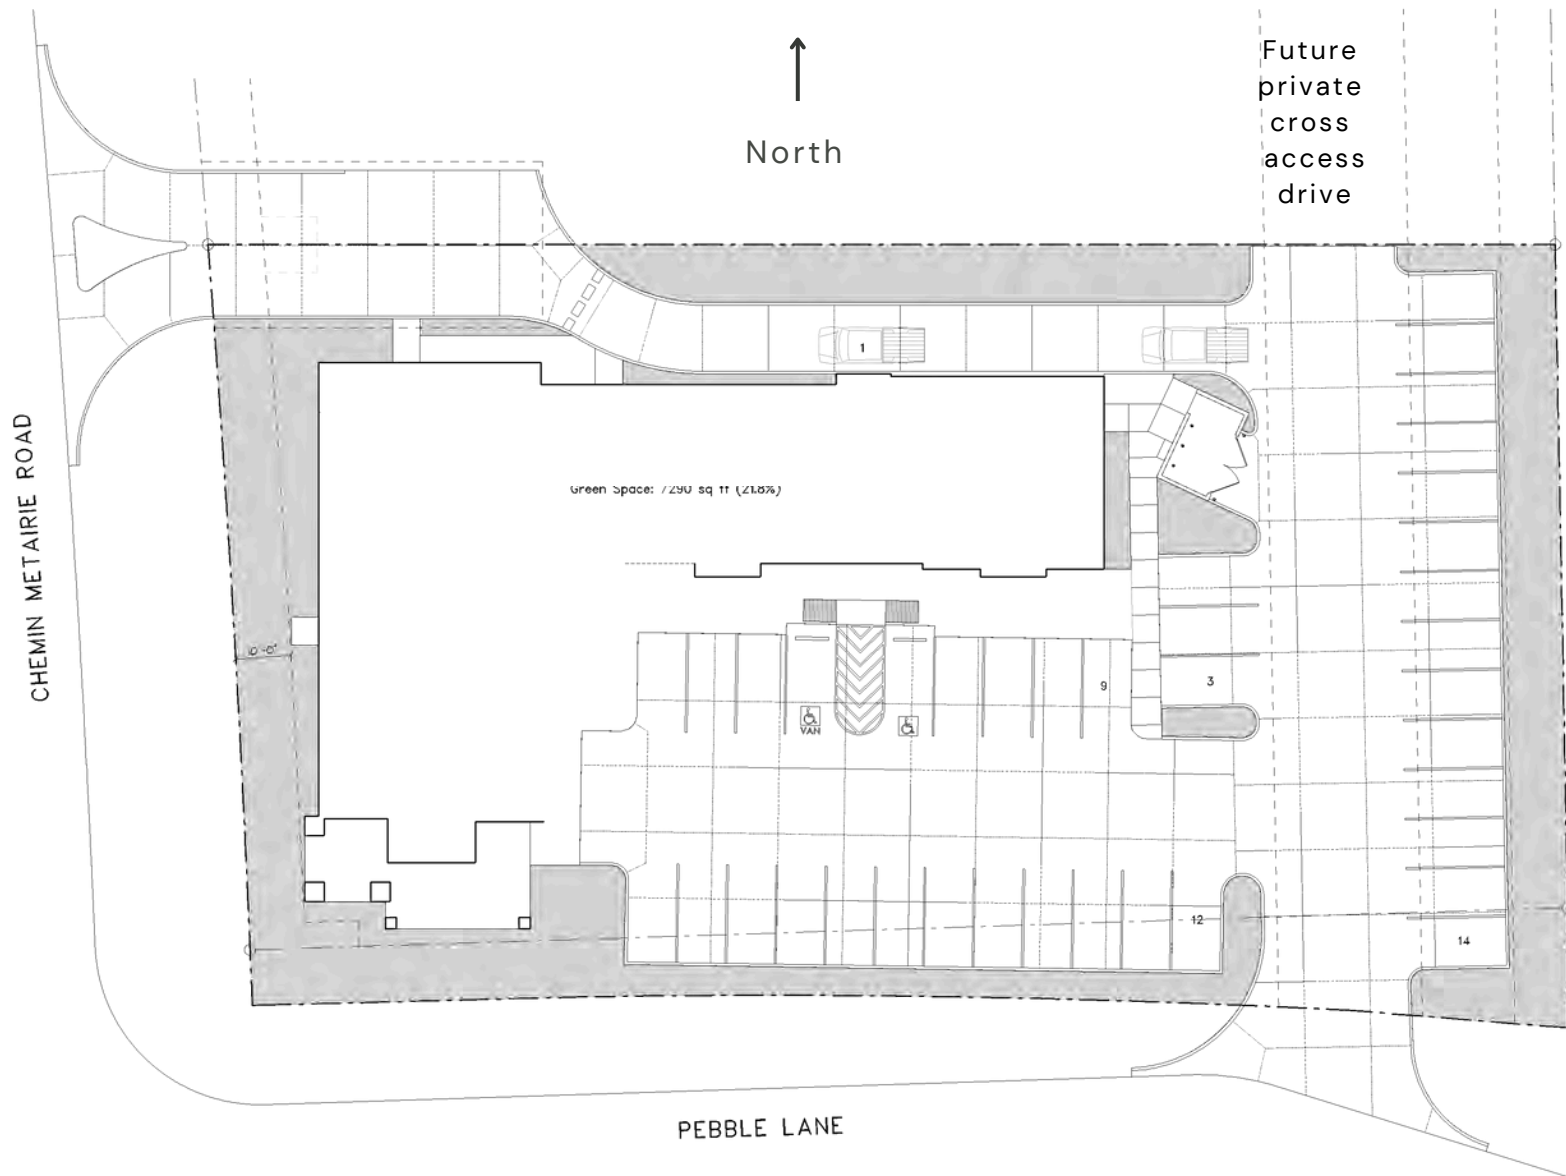 Future
private
cross
access
drive
North
1
CHEMIN METAIRIE ROAD
Green Space: 7290 sq ft (21.8%)
10'-0"
9
3
VAN
12
14
PEBBLE LANE